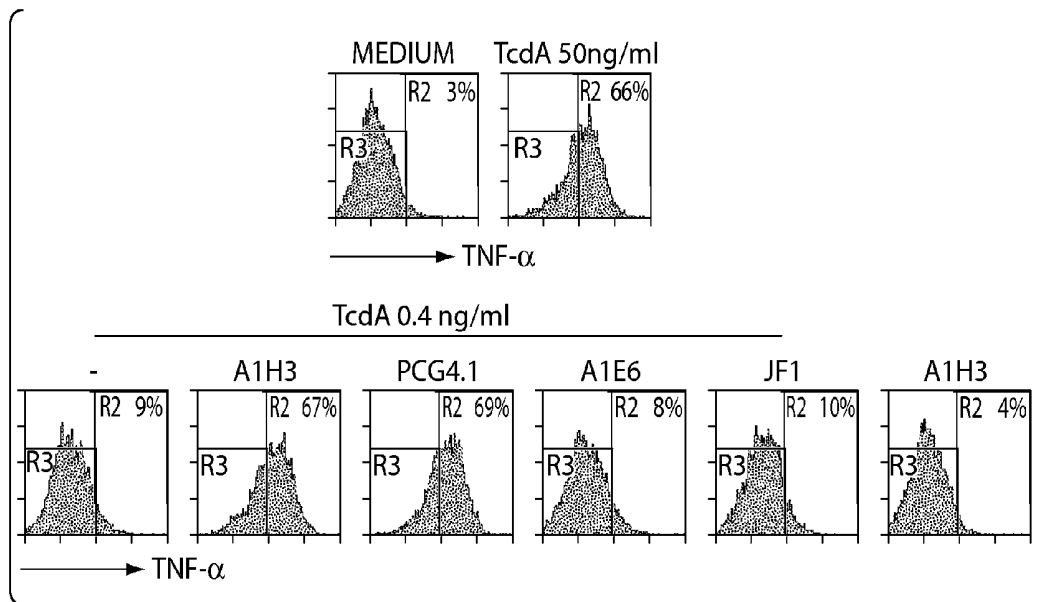 MEDIUM TcdA 50ng/ml
R2 3% R2 66%
R3 R3
TNF-α
TcdA 0.4 ng/ml
- A1H3 PCG4.1 A1E6 JF1 A1H3
R2 9% R2 67% R2 69% R2 8% R2 10% R2 4%
R3 R3 R3 R3 R3 R3
TNF-α